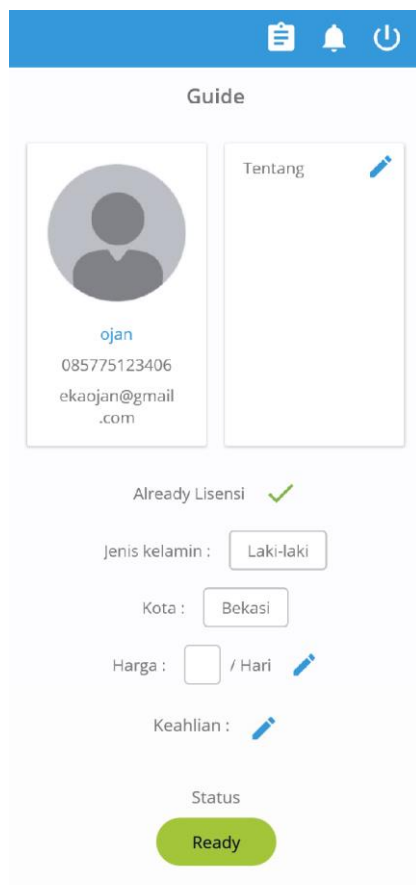 Guide
ojan
085775123406
ekaojan@gmail
.com
Tentang
Already Lisensi
Jenis kelamin : Laki-laki
Kota : Bekasi
Harga : / Hari
Keahlian :
Status
Ready